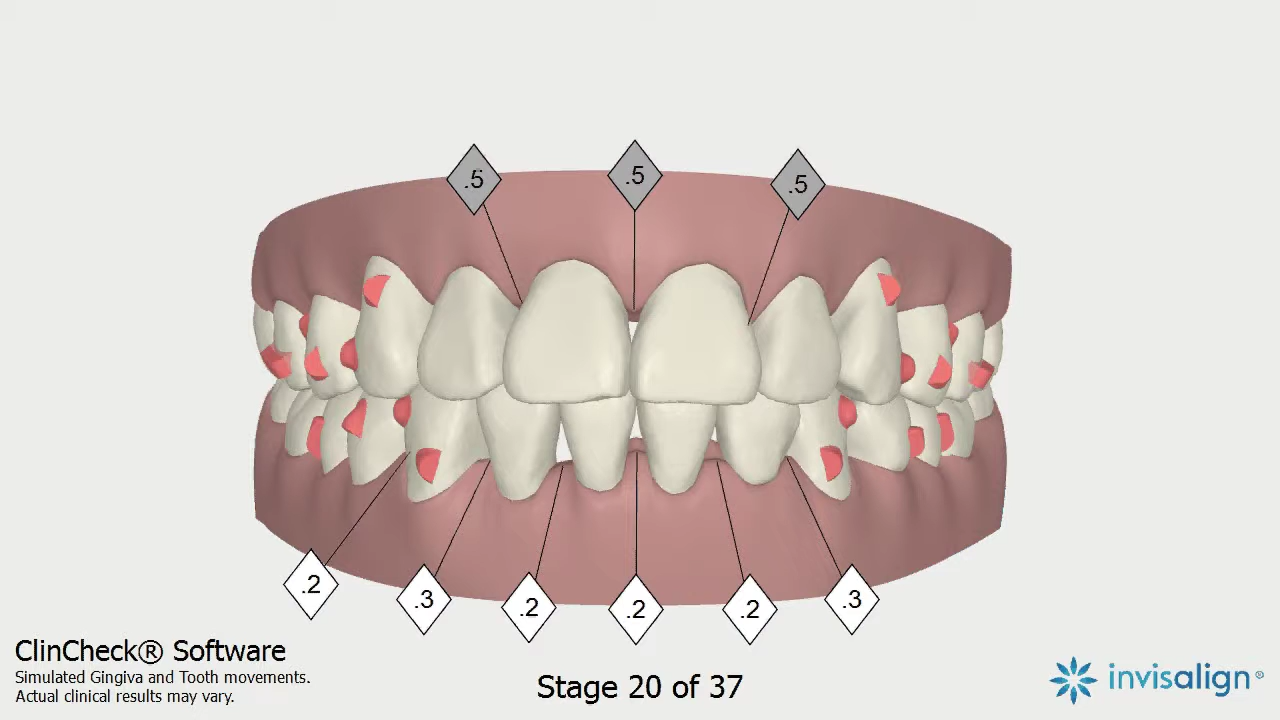 .5
.5
.5
.2
.3
.2
.2
.2
.3
ClinCheck® Software
Simulated Gingiva and Tooth movements.
Actual clinical results may vary.
Stage 20 of 37
invisalign®